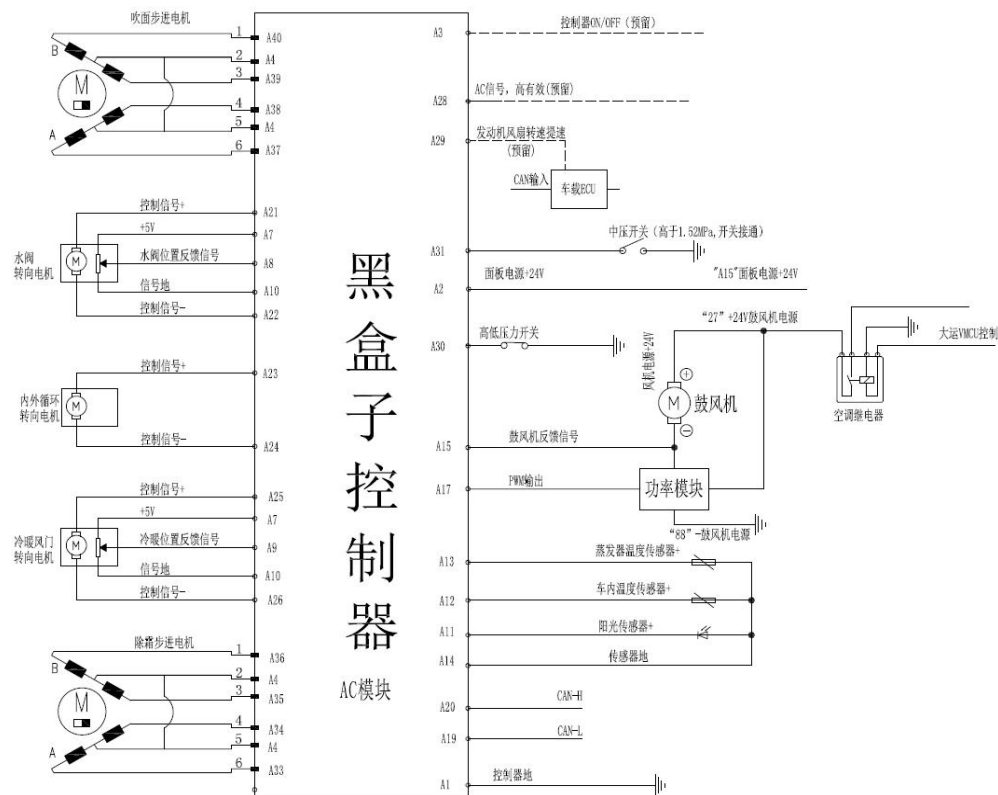 吹面步进电机
B
M
A
1
2
3
4
5
6
A40
A4
A39
A38
A4
A37
水阀
转向电机
M
控制信号+
+5V
水阀位置反馈信号
信号地
控制信号-
A21
A7
A8
A10
A22
内外循环
转向电机
M
控制信号+
控制信号-
A23
A24
冷暖风门
转向电机
M
控制信号+
+5V
冷暖位置反馈信号
信号地
控制信号-
A25
A7
A9
A10
A26
除霜步进电机
B
M
A
1
2
3
4
5
6
A36
A4
A35
A34
A4
A33
黑盒子控制器
AC模块
A3
控制器ON/OFF(预留)
A28
AC信号，高有效(预留)
A29
发动机风扇转速提速
(预留)
CAN输入
车载ECU
A31
中压开关(高于1.52MPa,开关接通)
A2
面板电源+24V
"A15"面板电源+24V
A30
高低压力开关
风机电源+24V
“27”+24V鼓风机电源
大运VMCU控制
空调继电器
M
鼓风机
A15
鼓风机反馈信号
A17
PWM输出
功率模块
“88”-鼓风机电源
A13
蒸发器温度传感器+
A12
车内温度传感器+
A11
阳光传感器+
A14
传感器地
A20
CAN-H
A19
CAN-L
A1
控制器地